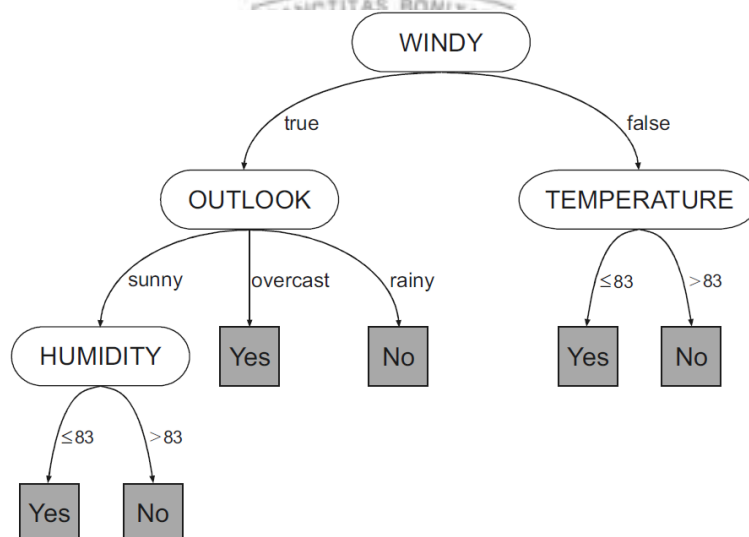 WINDY
true
false
OUTLOOK
TEMPERATURE
sunny
overcast
rainy
≤83
>83
HUMIDITY
Yes
No
Yes
No
≤83
>83
Yes
No